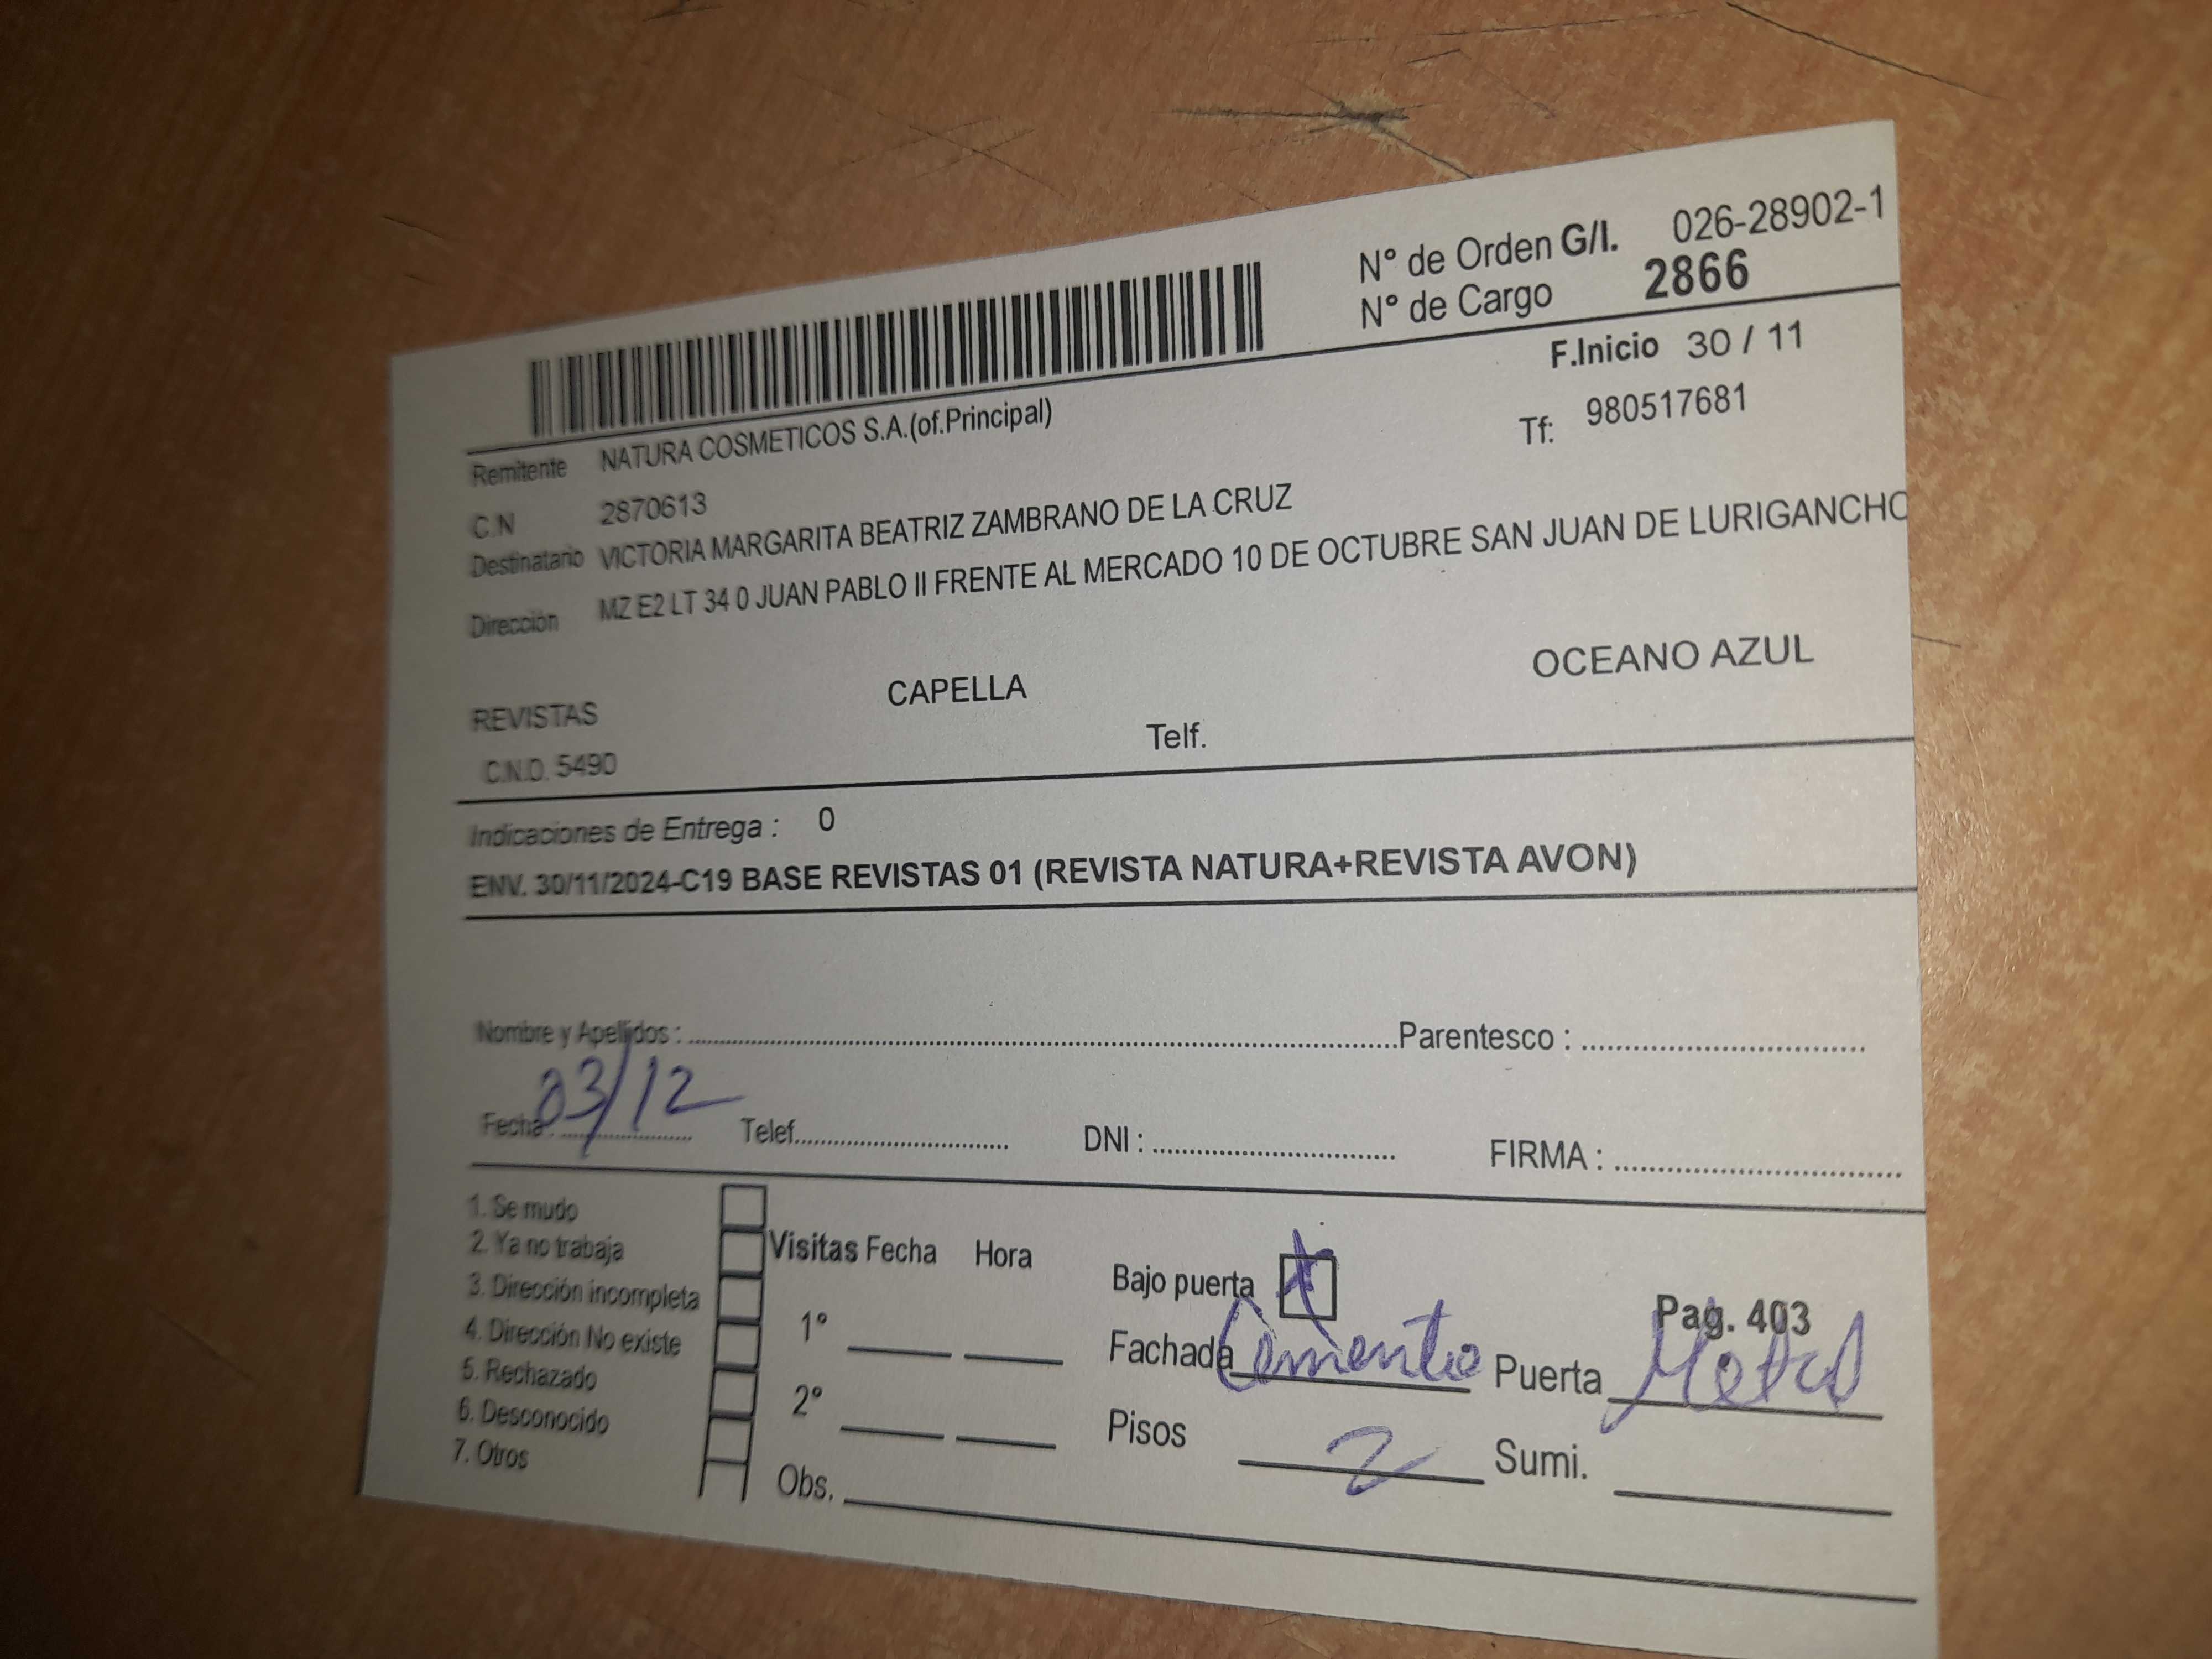 N° de Orden G/I. 026-28902-1
N° de Cargo 2866
F.Inicio 30 / 11
Remitente NATURA COSMETICOS S.A.(of.Principal)
Tf: 980517681
C.N 2870613
Destinatario VICTORIA MARGARITA BEATRIZ ZAMBRANO DE LA CRUZ
Dirección MZ E2 LT 34 0 JUAN PABLO II FRENTE AL MERCADO 10 DE OCTUBRE SAN JUAN DE LURIGANCHO
REVISTAS CAPELLA OCEANO AZUL
C.N.D. 5490 Telf.
Indicaciones de Entrega : 0
ENV. 30/11/2024-C19 BASE REVISTAS 01 (REVISTA NATURA+REVISTA AVON)
Nombre y Apellidos : Parentesco :
Fecha : 03/12 Telef. DNI : FIRMA :
1. Se mudo
2. Ya no trabaja
3. Dirección incompleta
4. Dirección No existe
5. Rechazado
6. Desconocido
7. Otros
Visitas Fecha Hora
1°
2°
Obs.
Bajo puerta x
Pag. 403
Fachada Cemento Puerta Metal
Pisos 2 Sumi.